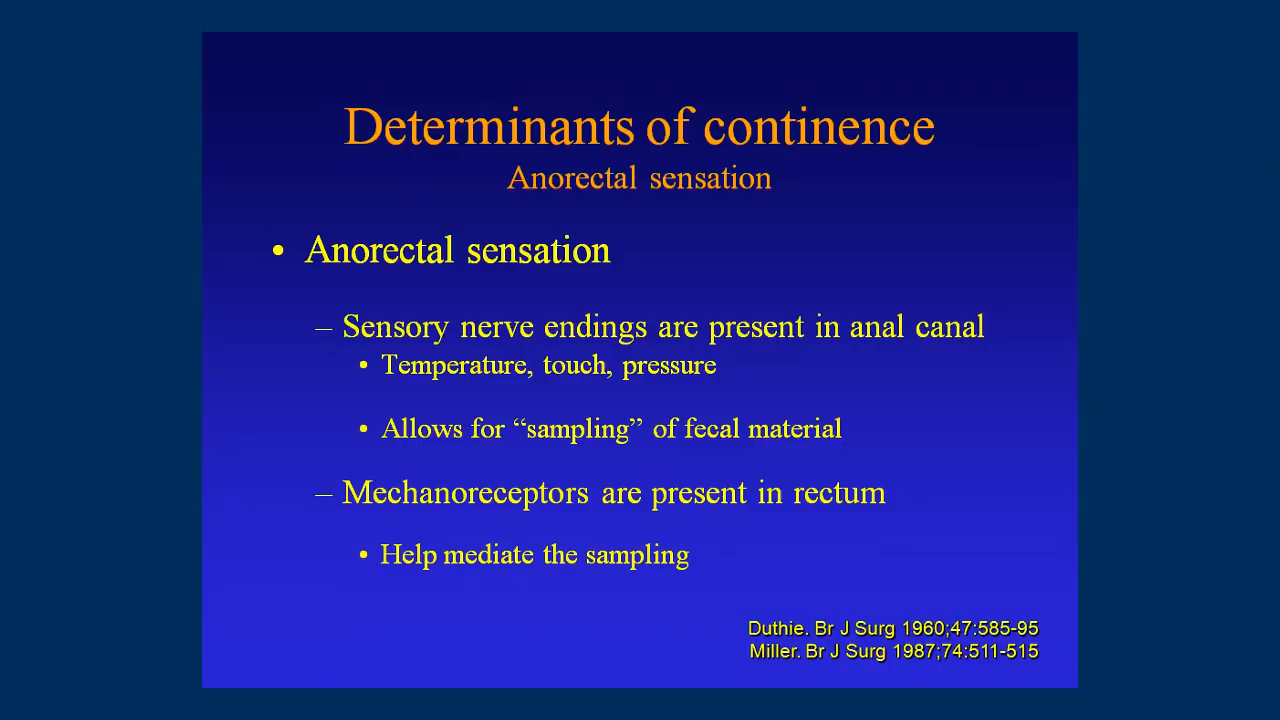 Determinants of continence
Anorectal sensation
• Anorectal sensation
– Sensory nerve endings are present in anal canal
• Temperature, touch, pressure
• Allows for “sampling” of fecal material
– Mechanoreceptors are present in rectum
• Help mediate the sampling
Duthie. Br J Surg 1960;47:585-95
Miller. Br J Surg 1987;74:511-515